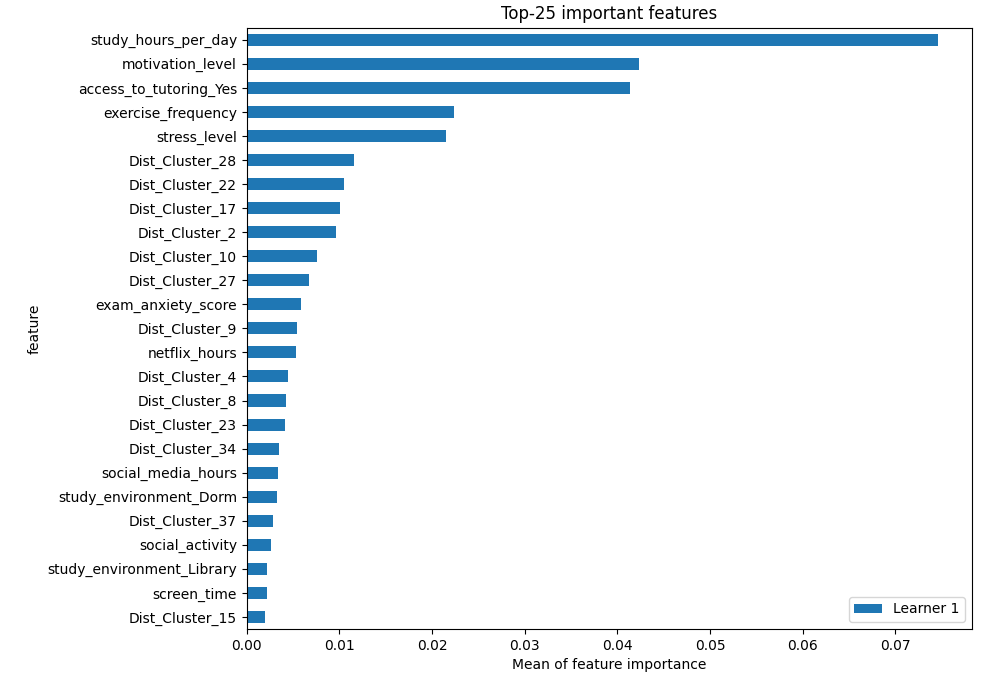 Top-25 important features
study_hours_per_day
motivation_level
access_to_tutoring_Yes
exercise_frequency
stress_level
Dist_Cluster_28
Dist_Cluster_22
Dist_Cluster_17
Dist_Cluster_2
Dist_Cluster_10
Dist_Cluster_27
exam_anxiety_score
Dist_Cluster_9
netflix_hours
Dist_Cluster_4
Dist_Cluster_8
Dist_Cluster_23
Dist_Cluster_34
social_media_hours
study_environment_Dorm
Dist_Cluster_37
social_activity
study_environment_Library
screen_time
Dist_Cluster_15
feature
Learner 1
0.00 0.01 0.02 0.03 0.04 0.05 0.06 0.07
Mean of feature importance